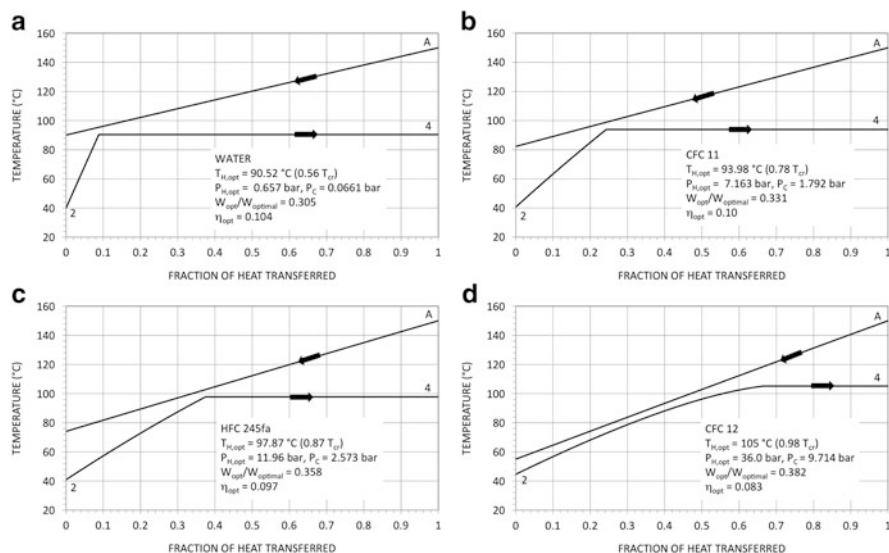 a
160
140
120
100
80
60
40
20
TEMPERATURE (°C)
A
4
2
WATER
T_H,opt = 90.52 °C (0.56 T_cr)
P_H,opt = 0.657 bar, P_C = 0.0661 bar
W_opt/W_optimal = 0.305
η_opt = 0.104
0 0.1 0.2 0.3 0.4 0.5 0.6 0.7 0.8 0.9 1
FRACTION OF HEAT TRANSFERRED
b
160
140
120
100
80
60
40
20
TEMPERATURE (°C)
A
4
2
CFC 11
T_H,opt = 93.98 °C (0.78 T_cr)
P_H,opt = 7.163 bar, P_C = 1.792 bar
W_opt/W_optimal = 0.331
η_opt = 0.10
0 0.1 0.2 0.3 0.4 0.5 0.6 0.7 0.8 0.9 1
FRACTION OF HEAT TRANSFERRED
c
160
140
120
100
80
60
40
20
TEMPERATURE (°C)
A
4
2
HFC 245fa
T_H,opt = 97.87 °C (0.87 T_cr)
P_H,opt = 11.96 bar, P_C = 2.573 bar
W_opt/W_optimal = 0.358
η_opt = 0.097
0 0.1 0.2 0.3 0.4 0.5 0.6 0.7 0.8 0.9 1
FRACTION OF HEAT TRANSFERRED
d
160
140
120
100
80
60
40
20
TEMPERATURE (°C)
A
4
2
CFC 12
T_H,opt = 105 °C (0.98 T_cr)
P_H,opt = 36.0 bar, P_C = 9.714 bar
W_opt/W_optimal = 0.382
η_opt = 0.083
0 0.1 0.2 0.3 0.4 0.5 0.6 0.7 0.8 0.9 1
FRACTION OF HEAT TRANSFERRED